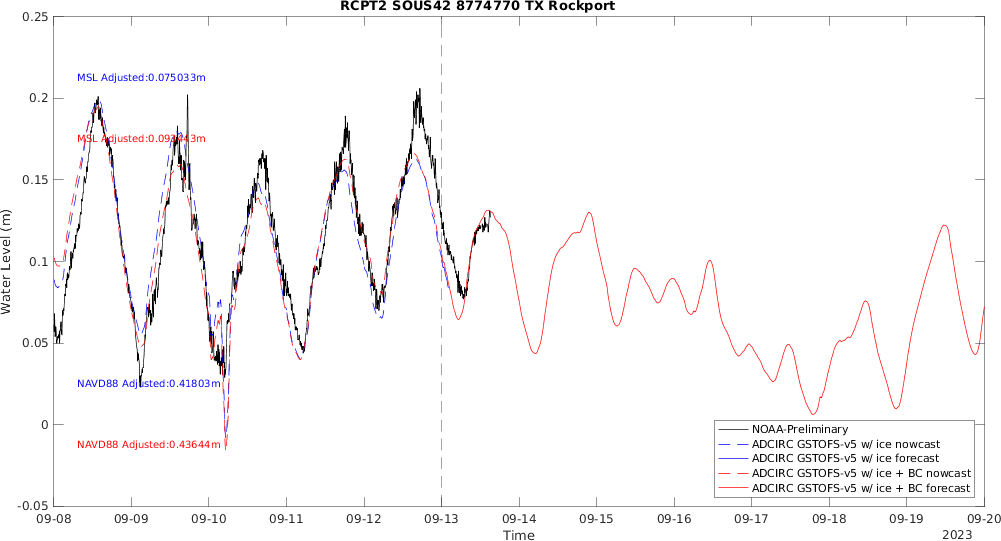 RCPT2 SOUS42 8774770 TX Rockport
0.25
0.2
0.15
0.1
0.05
0
-0.05
Water Level (m)
MSL Adjusted:0.075033m
NAVD88 Adjusted:0.41803m
NAVD88 Adjusted:0.43644m
MSL Adjusted:
NOAA-Preliminary
ADCIRC GSTOFS-v5 w/ ice nowcast
ADCIRC GSTOFS-v5 w/ ice forecast
ADCIRC GSTOFS-v5 w/ ice + BC nowcast
ADCIRC GSTOFS-v5 w/ ice + BC forecast
09-08 09-09 09-10 09-11 09-12 09-13 09-14 09-15 09-16 09-17 09-18 09-19 09-20
Time
2023